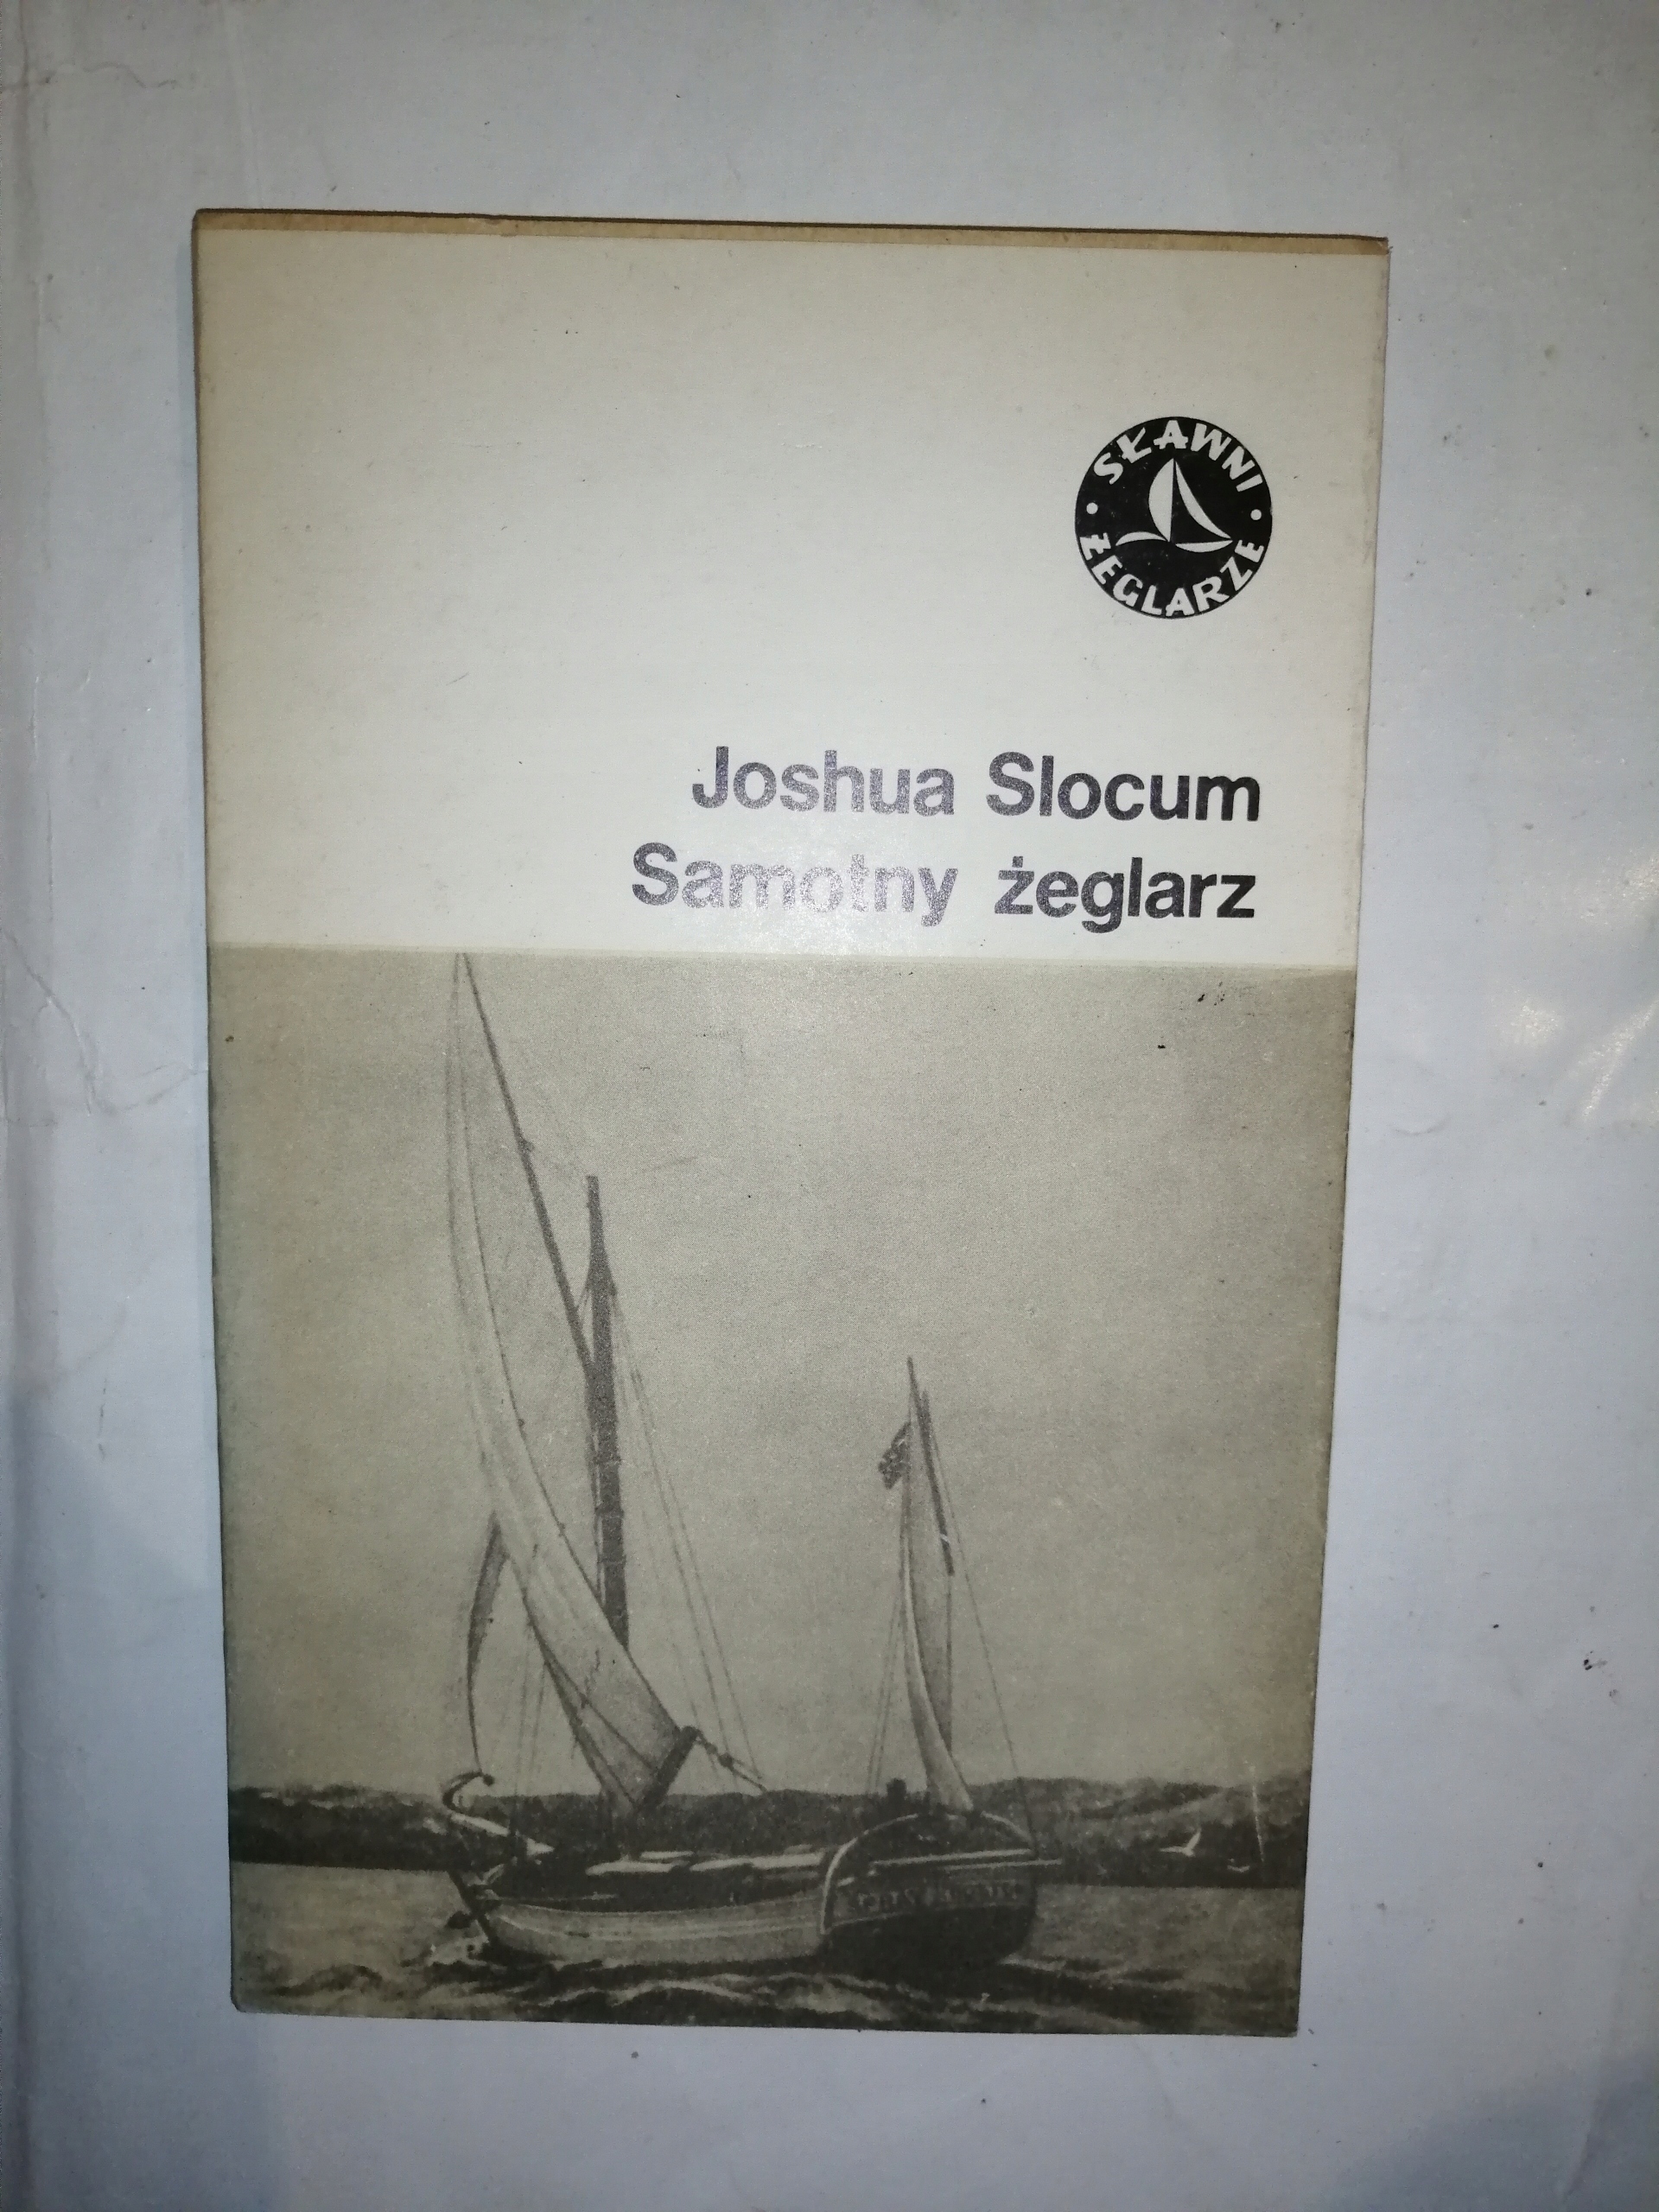 SŁAWNI
ŻEGLARZE
Joshua Slocum
Samotny żeglarz